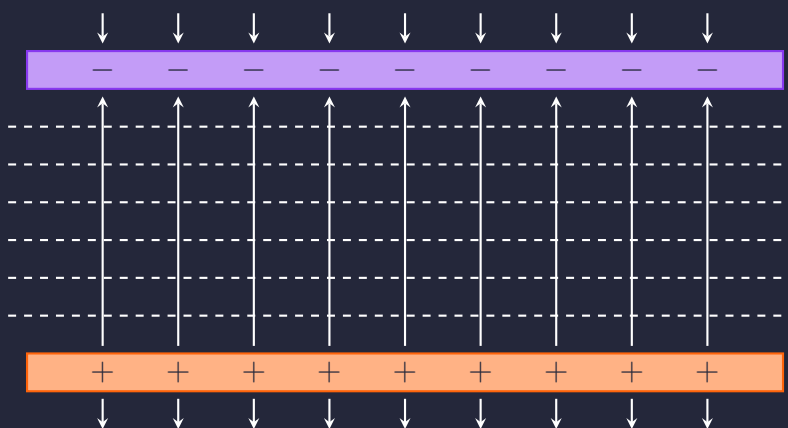 − − − − − − − − −
+ + + + + + + + +